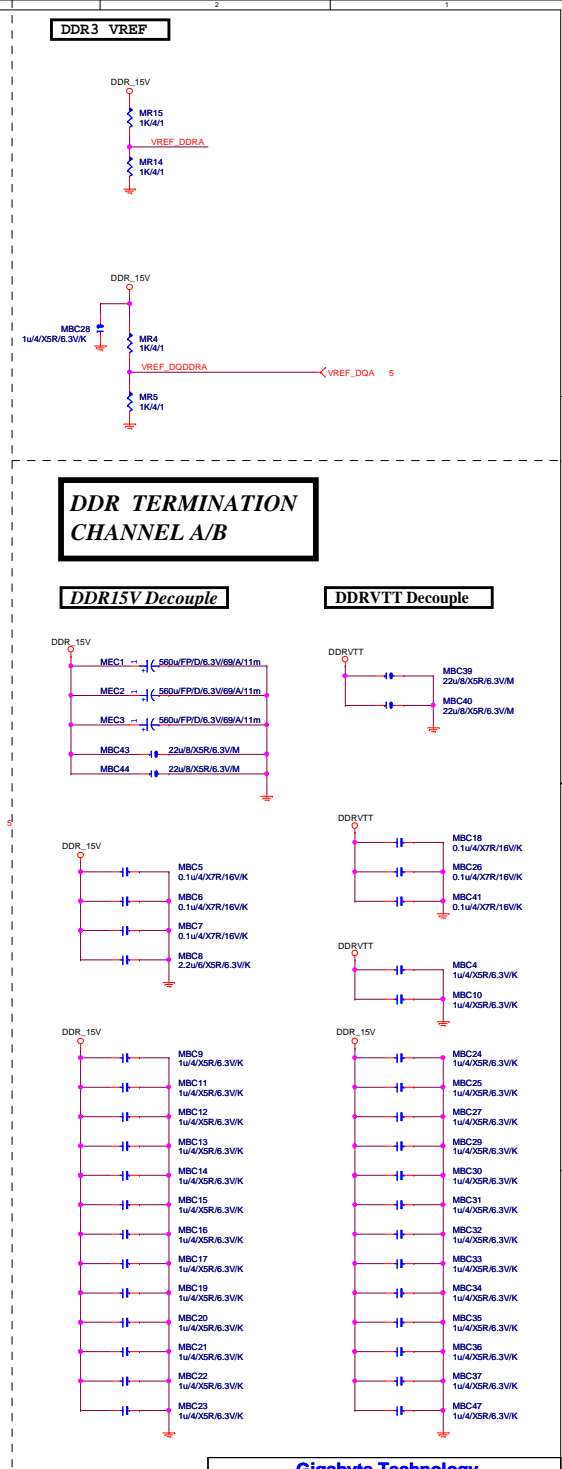 2
1
DDR3 VREF
DDR_15V
MR15
1K/4/1
VREF_DDRA
MR14
1K/4/1
DDR_15V
MBC28
1u/4/X5R/6.3V/K
MR4
1K/4/1
VREF_DQDDRA
VREF_DQA 5
MR5
1K/4/1
DDR TERMINATION
CHANNEL A/B
DDR15V Decouple
DDR_15V
MEC1 1 + 560u/FP/D/6.3V/69/A/11m
MEC2 1 + 560u/FP/D/6.3V/69/A/11m
MEC3 1 + 560u/FP/D/6.3V/69/A/11m
MBC43 22u/8/X5R/6.3V/M
MBC44 22u/8/X5R/6.3V/M
DDRVTT Decouple
DDRVTT
MBC39
22u/8/X5R/6.3V/M
MBC40
22u/8/X5R/6.3V/M
5
DDR_15V
MBC5
0.1u/4/X7R/16V/K
MBC6
0.1u/4/X7R/16V/K
MBC7
0.1u/4/X7R/16V/K
MBC8
2.2u/6/X5R/6.3V/K
DDRVTT
MBC18
0.1u/4/X7R/16V/K
MBC26
0.1u/4/X7R/16V/K
MBC41
0.1u/4/X7R/16V/K
DDRVTT
MBC4
1u/4/X5R/6.3V/K
MBC10
1u/4/X5R/6.3V/K
DDR_15V
MBC9
1u/4/X5R/6.3V/K
MBC11
1u/4/X5R/6.3V/K
MBC12
1u/4/X5R/6.3V/K
MBC13
1u/4/X5R/6.3V/K
MBC14
1u/4/X5R/6.3V/K
MBC15
1u/4/X5R/6.3V/K
MBC16
1u/4/X5R/6.3V/K
MBC17
1u/4/X5R/6.3V/K
MBC19
1u/4/X5R/6.3V/K
MBC20
1u/4/X5R/6.3V/K
MBC21
1u/4/X5R/6.3V/K
MBC22
1u/4/X5R/6.3V/K
MBC23
1u/4/X5R/6.3V/K
DDR_15V
MBC24
1u/4/X5R/6.3V/K
MBC25
1u/4/X5R/6.3V/K
MBC27
1u/4/X5R/6.3V/K
MBC29
1u/4/X5R/6.3V/K
MBC30
1u/4/X5R/6.3V/K
MBC31
1u/4/X5R/6.3V/K
MBC32
1u/4/X5R/6.3V/K
MBC33
1u/4/X5R/6.3V/K
MBC34
1u/4/X5R/6.3V/K
MBC35
1u/4/X5R/6.3V/K
MBC36
1u/4/X5R/6.3V/K
MBC37
1u/4/X5R/6.3V/K
MBC47
1u/4/X5R/6.3V/K
Gigabyte Technology